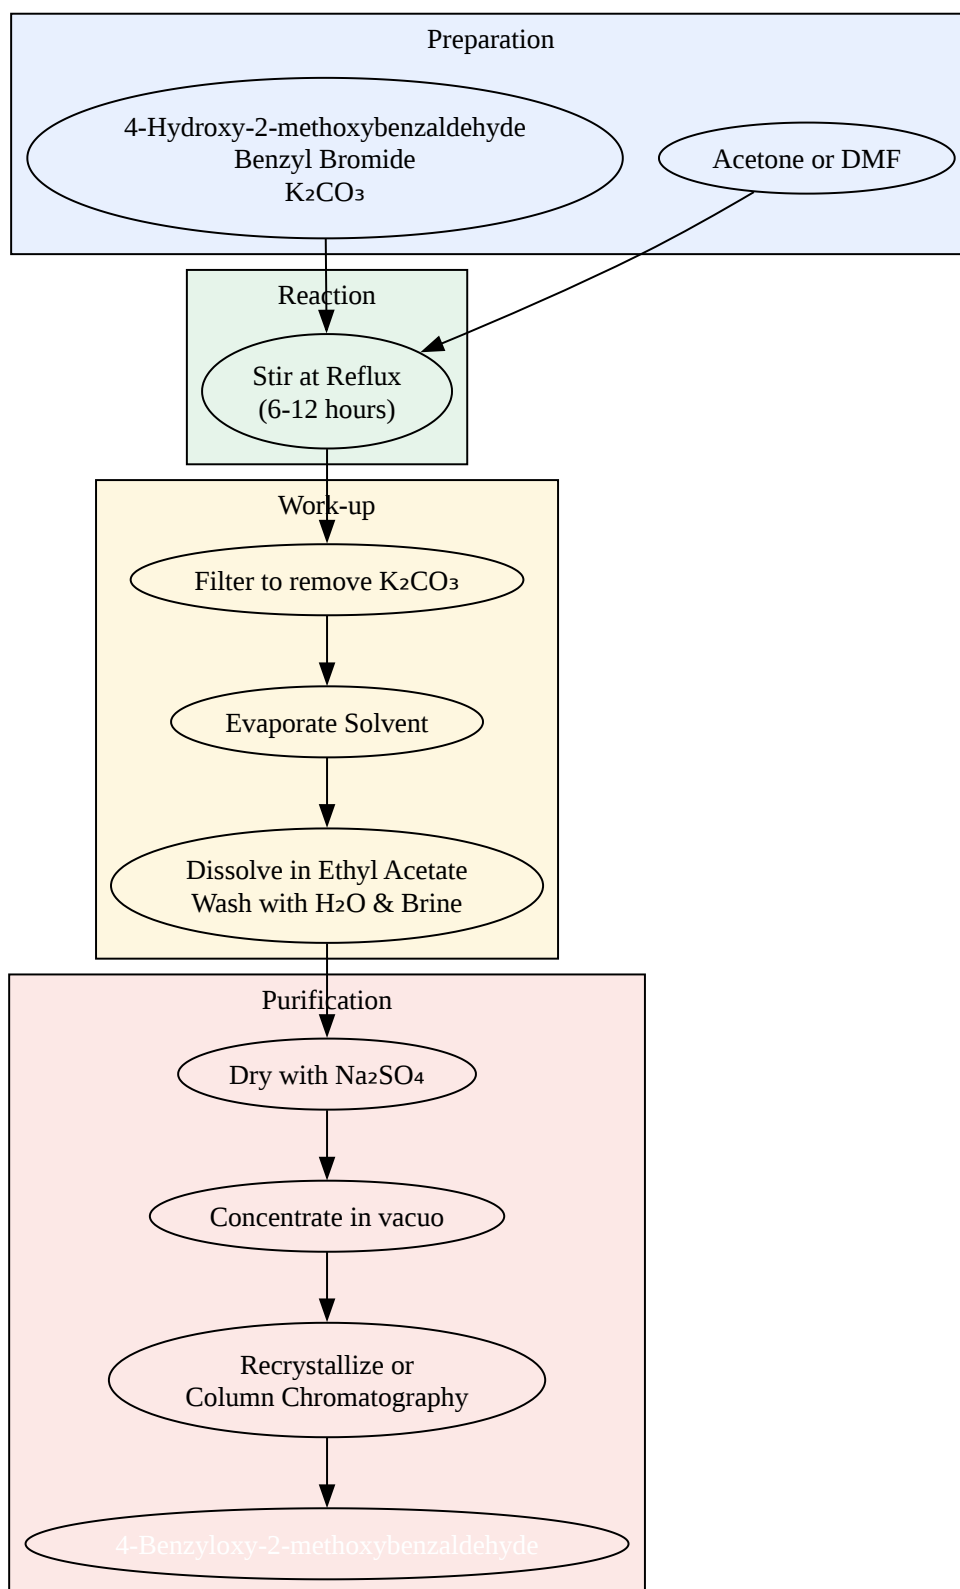 Preparation
4-Hydroxy-2-methoxybenzaldehyde
Benzyl Bromide
K₂CO₃
Acetone or DMF
Reaction
Stir at Reflux
(6-12 hours)
Work-up
Filter to remove K₂CO₃
Evaporate Solvent
Dissolve in Ethyl Acetate
Wash with H₂O & Brine
Purification
Dry with Na₂SO₄
Concentrate in vacuo
Recrystallize or
Column Chromatography
4-Benzyloxy-2-methoxybenzaldehyde